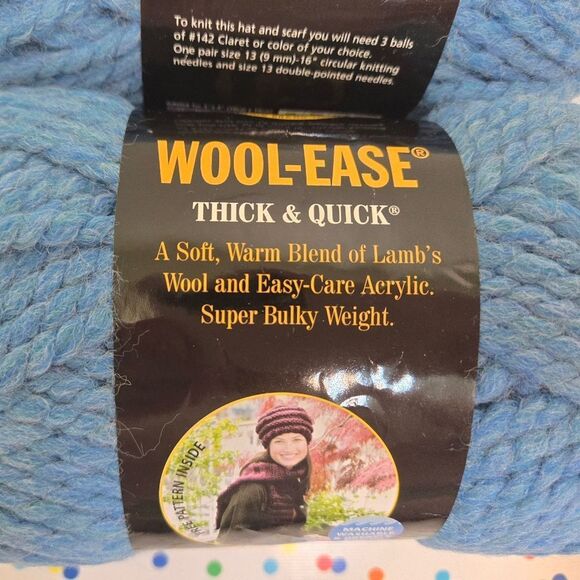 To knit this hat and scarf you will need 3 balls
of #142 Claret or color of your choice.
One pair size 13 (9 mm)-16" circular knitting
needles and size 13 double-pointed needles.
WOOL-EASE®
THICK & QUICK®
A Soft, Warm Blend of Lamb's
Wool and Easy-Care Acrylic.
Super Bulky Weight.
PATTERN INSIDE
MACHINE
WASHABLE